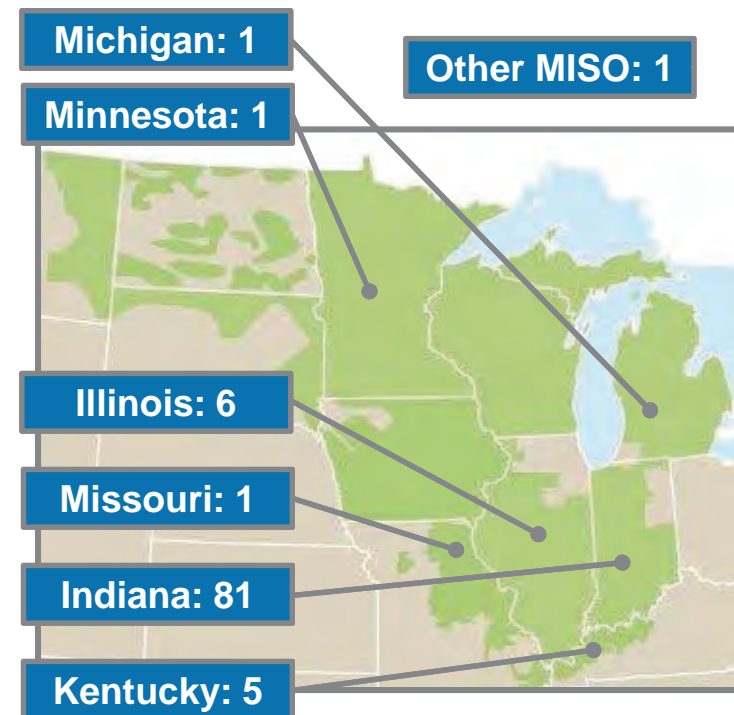 Michigan: 1
Other MISO: 1
Minnesota: 1
Illinois: 6
Missouri: 1
Indiana: 81
Kentucky: 5